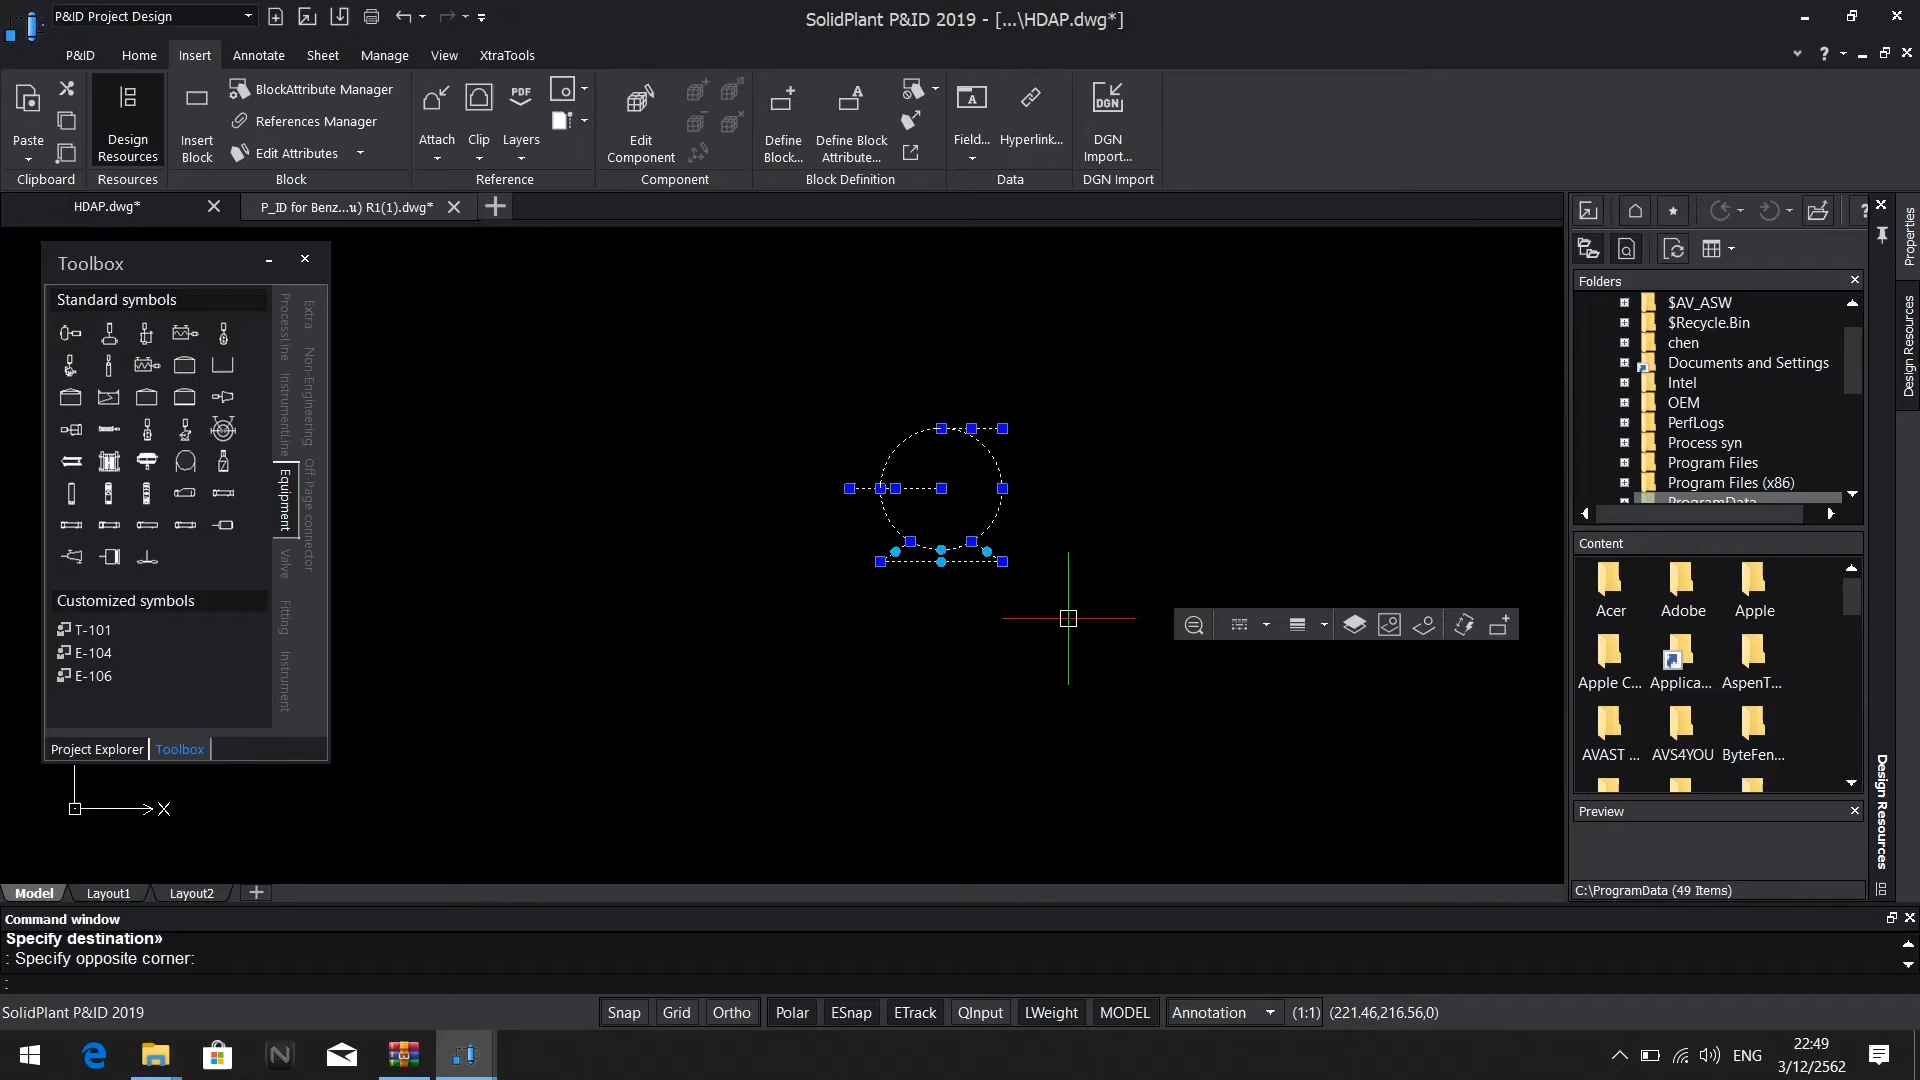 P&ID Project Design
SolidPlant P&ID 2019 - [...\HDAP.dwg*]
P&ID Home Insert Annotate Sheet Manage View XtraTools
BlockAttribute Manager
References Manager
Edit Attributes
Paste
Design
Resources
Insert
Block
Attach
Clip
PDF
Layers
Edit
Component
Define
Block...
Define Block
Attribute...
Field...
Hyperlink...
DGN
DGN
Import...
Clipboard
Resources
Block
Reference
Component
Block Definition
Data
DGN Import
HDAP.dwg*
P_ID for Benz...น) R1(1).dwg*
Toolbox
Standard symbols
ProcessLine
InstrumentLine
Equipment
Valve
Fitting
Instrument
Extra
Non-Engineering
Off-Page connector
Customized symbols
T-101
E-104
E-106
Project Explorer
Toolbox
X
Folders
$AV_ASW
$Recycle.Bin
chen
Documents and Settings
Intel
OEM
PerfLogs
Process syn
Program Files
Program Files (x86)
ProgramData
Content
Acer
Adobe
Apple
Apple C...
Applica...
AspenT...
AVAST ...
AVS4YOU
ByteFen...
Preview
C:\ProgramData (49 Items)
Properties
Design Resources
Design Resources
Model
Layout1
Layout2
Command window
Specify destination»
: Specify opposite corner:
:
SolidPlant P&ID 2019
Snap Grid Ortho Polar ESnap ETrack QInput LWeight MODEL Annotation (1:1) (221.46,216.56,0)
ENG
22:49
3/12/2562